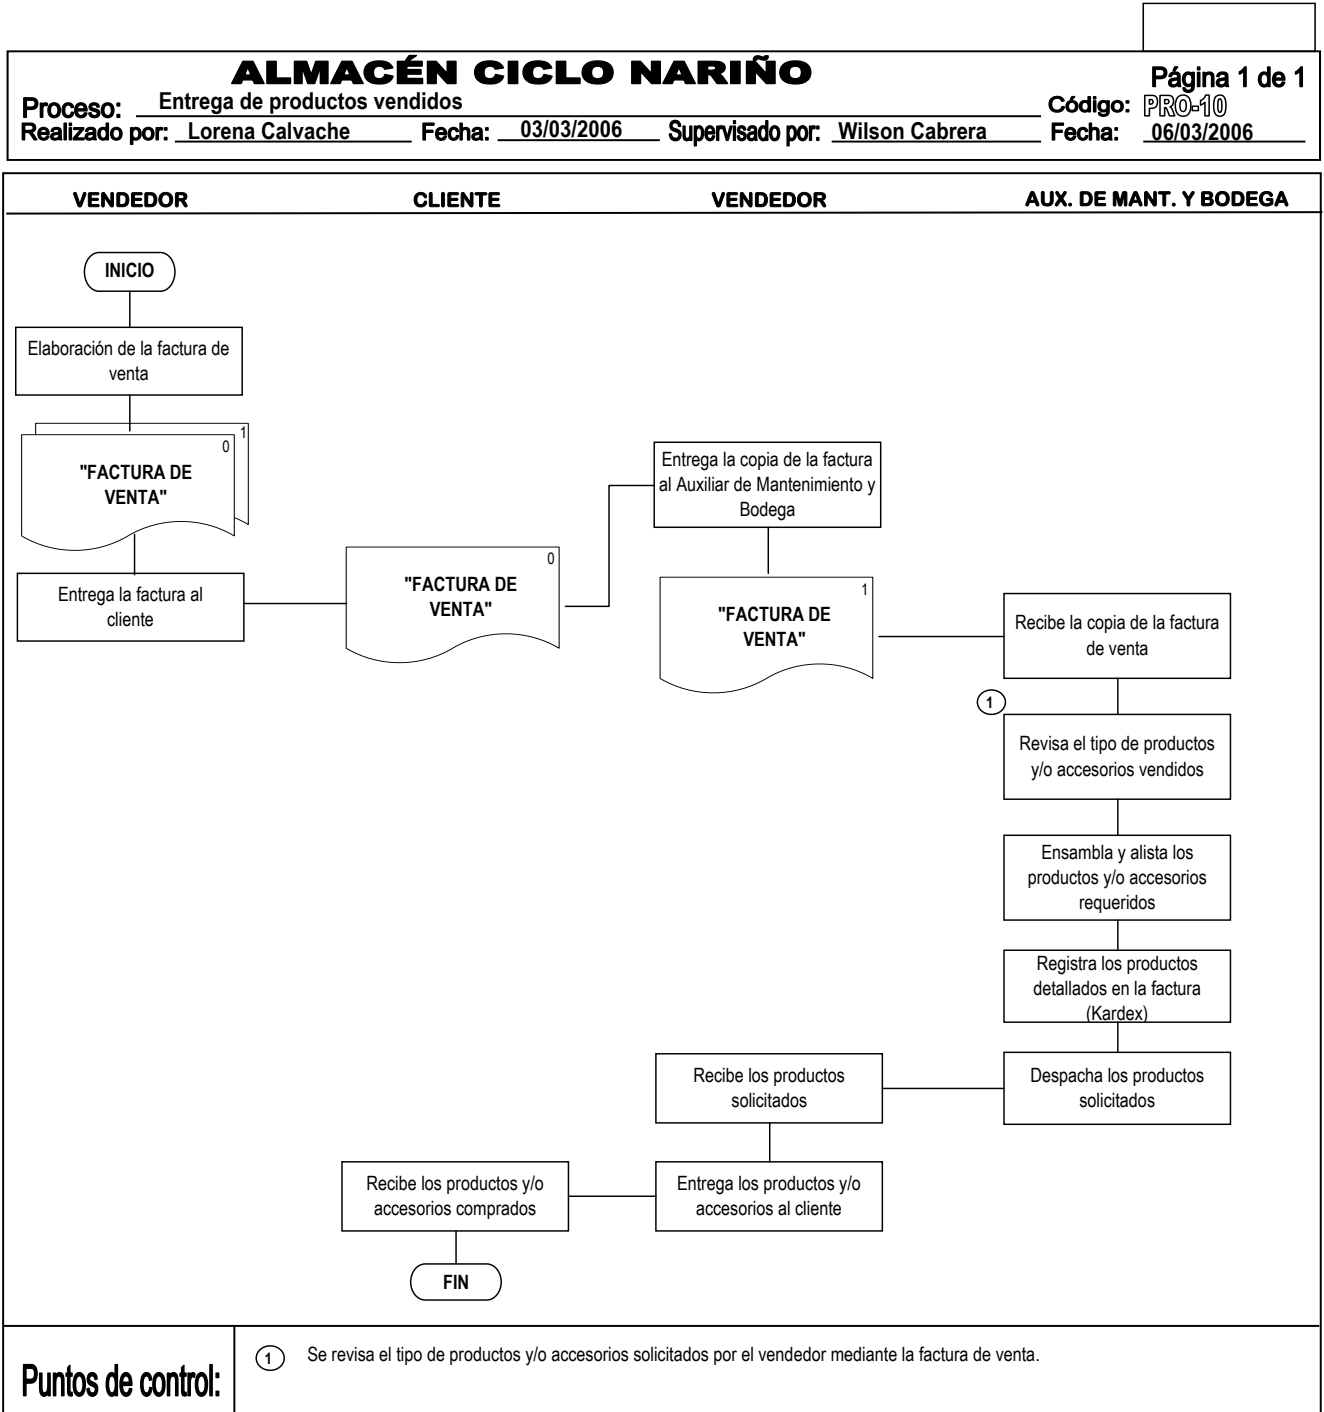 ALMACÉN CICLO NARIÑO
Página 1 de 1
Proceso: Entrega de productos vendidos
Código: PRO-10
Realizado por: Lorena Calvache Fecha: 03/03/2006 Supervisado por: Wilson Cabrera Fecha: 06/03/2006
VENDEDOR CLIENTE VENDEDOR AUX. DE MANT. Y BODEGA
INICIO
Elaboración de la factura de
venta
1
0
"FACTURA DE
VENTA"
Entrega la factura al
cliente
0
"FACTURA DE
VENTA"
Entrega la copia de la factura
al Auxiliar de Mantenimiento y
Bodega
1
"FACTURA DE
VENTA"
Recibe la copia de la factura
de venta
1
Revisa el tipo de productos
y/o accesorios vendidos
Ensambla y alista los
productos y/o accesorios
requeridos
Registra los productos
detallados en la factura
(Kardex)
Despacha los productos
solicitados
Recibe los productos
solicitados
Entrega los productos y/o
accesorios al cliente
Recibe los productos y/o
accesorios comprados
FIN
Puntos de control:
1 Se revisa el tipo de productos y/o accesorios solicitados por el vendedor mediante la factura de venta.